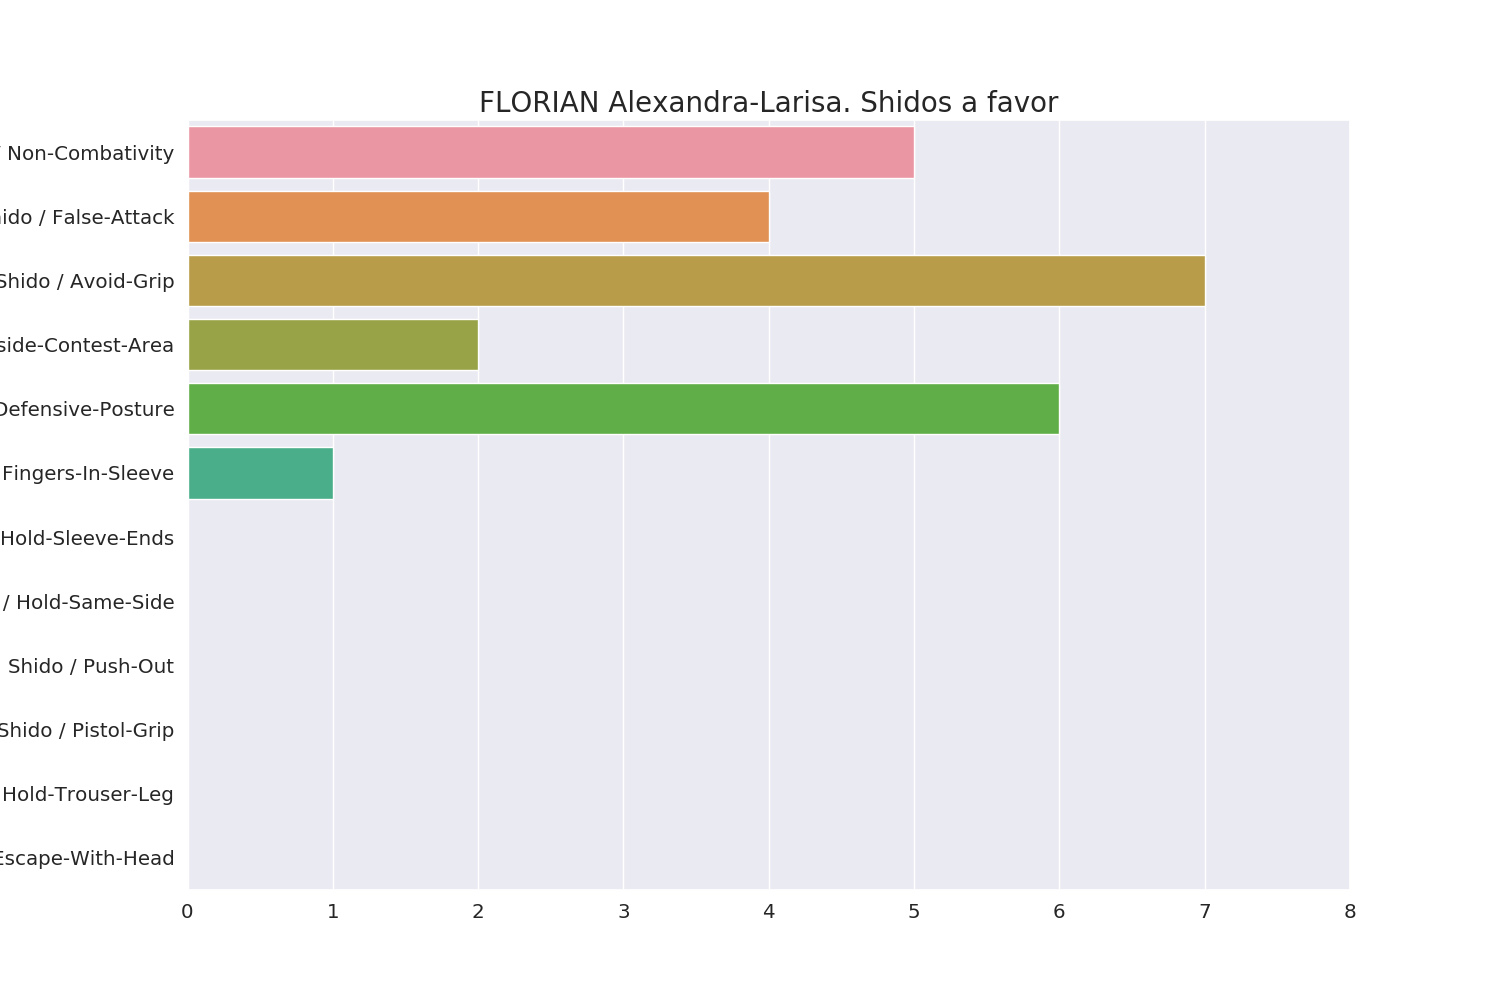 FLORIAN Alexandra-Larisa. Shidos a favor
/ Non-Combativity
/ False-Attack
Shido / Avoid-Grip
side-Contest-Area
Defensive-Posture
Fingers-In-Sleeve
Hold-Sleeve-Ends
/ Hold-Same-Side
Shido / Push-Out
Shido / Pistol-Grip
Hold-Trouser-Leg
Escape-With-Head
0 1 2 3 4 5 6 7 8